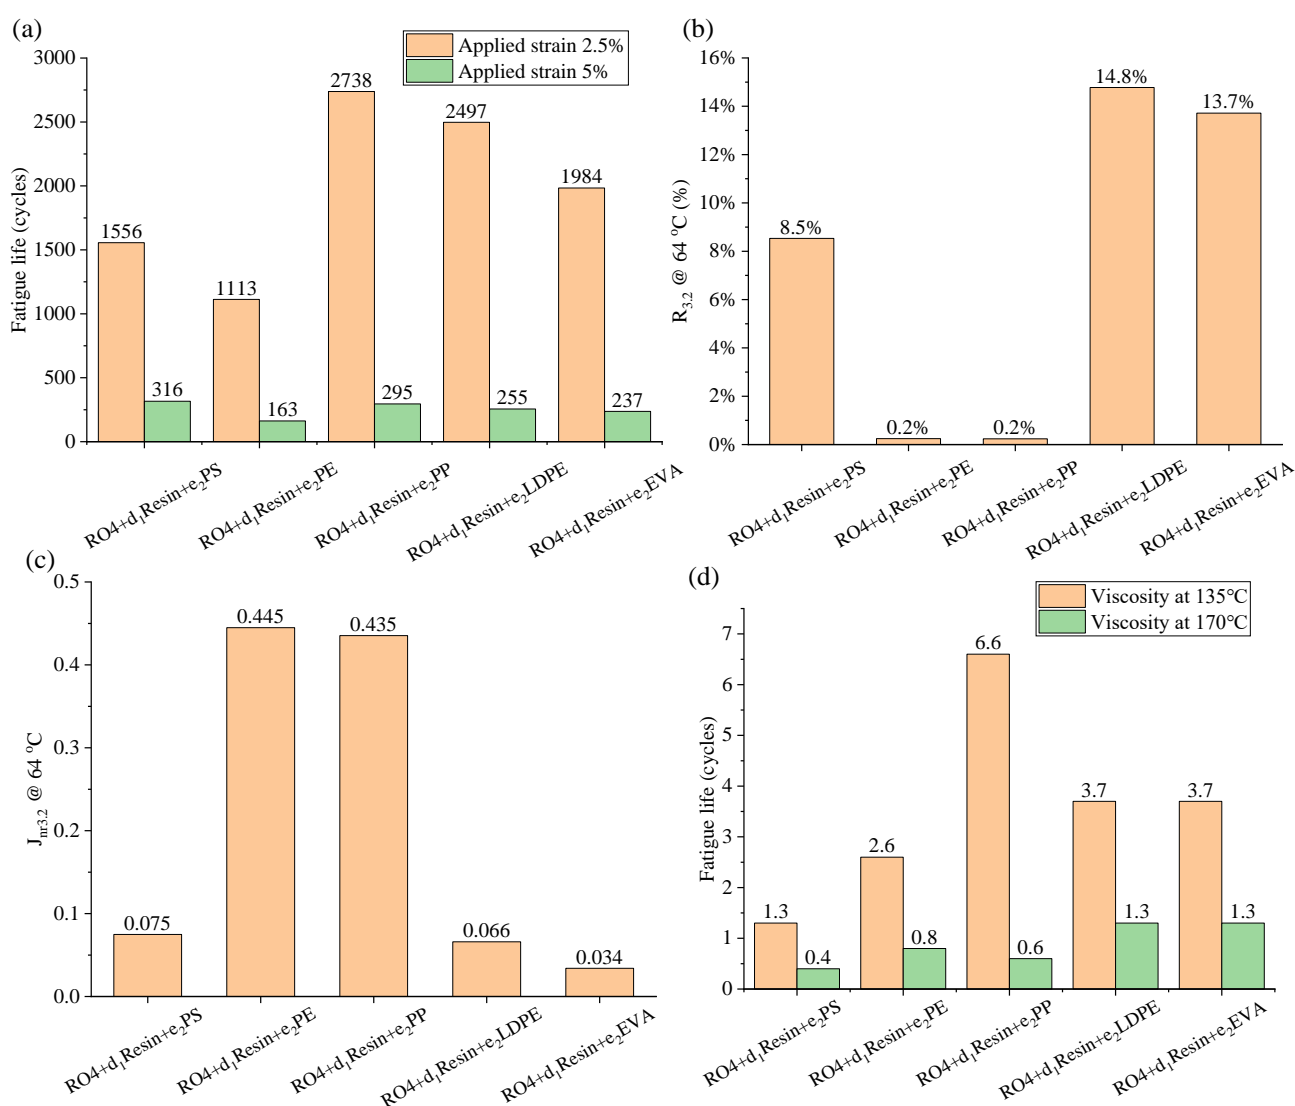 (a)
Applied strain 2.5%
Applied strain 5%
Fatigue life (cycles)
3000
2500
2000
1500
1000
500
0
1556
316
1113
163
2738
295
2497
255
1984
237
RO4+d₁Resin+e₂PS
RO4+d₁Resin+e₂PE
RO4+d₁Resin+e₂PP
RO4+d₁Resin+e₂LDPE
RO4+d₁Resin+e₂EVA
(b)
R₃.₂ @ 64 °C (%)
16%
14%
12%
10%
8%
6%
4%
2%
0%
8.5%
0.2%
0.2%
14.8%
13.7%
RO4+d₁Resin+e₂PS
RO4+d₁Resin+e₂PE
RO4+d₁Resin+e₂PP
RO4+d₁Resin+e₂LDPE
RO4+d₁Resin+e₂EVA
(c)
Jnr3.2 @ 64 °C
0.5
0.4
0.3
0.2
0.1
0.0
0.075
0.445
0.435
0.066
0.034
RO4+d₁Resin+e₂PS
RO4+d₁Resin+e₂PE
RO4+d₁Resin+e₂PP
RO4+d₁Resin+e₂LDPE
RO4+d₁Resin+e₂EVA
(d)
Viscosity at 135°C
Viscosity at 170°C
Fatigue life (cycles)
7
6
5
4
3
2
1
0
1.3
0.4
2.6
0.8
6.6
0.6
3.7
1.3
3.7
1.3
RO4+d₁Resin+e₂PS
RO4+d₁Resin+e₂PE
RO4+d₁Resin+e₂PP
RO4+d₁Resin+e₂LDPE
RO4+d₁Resin+e₂EVA